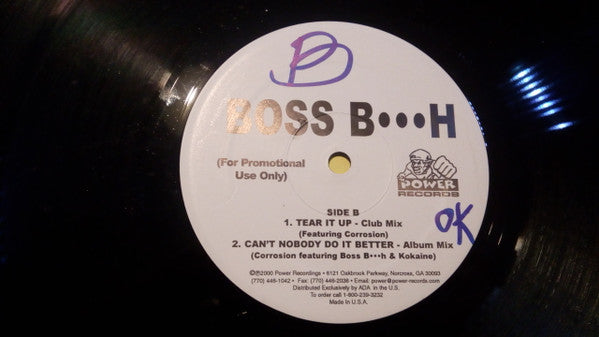 B
BOSS B•••H
(For Promotional
Use Only)
POWER
RECORDS
OK
SIDE B
1. TEAR IT UP - Club Mix
(Featuring Corrosion)
2. CAN'T NOBODY DO IT BETTER - Album Mix
(Corrosion featuring Boss B•••h & Kokaine)
©℗2000 Power Recordings • 6121 Oakbrook Parkway, Norcross, GA 30093
(770) 446-1042 • Fax: (770) 446-2038 • Email: power@power-records.com
Distributed Exclusively by ADA in the U.S.
To order call 1-800-239-3232
Made in U.S.A.